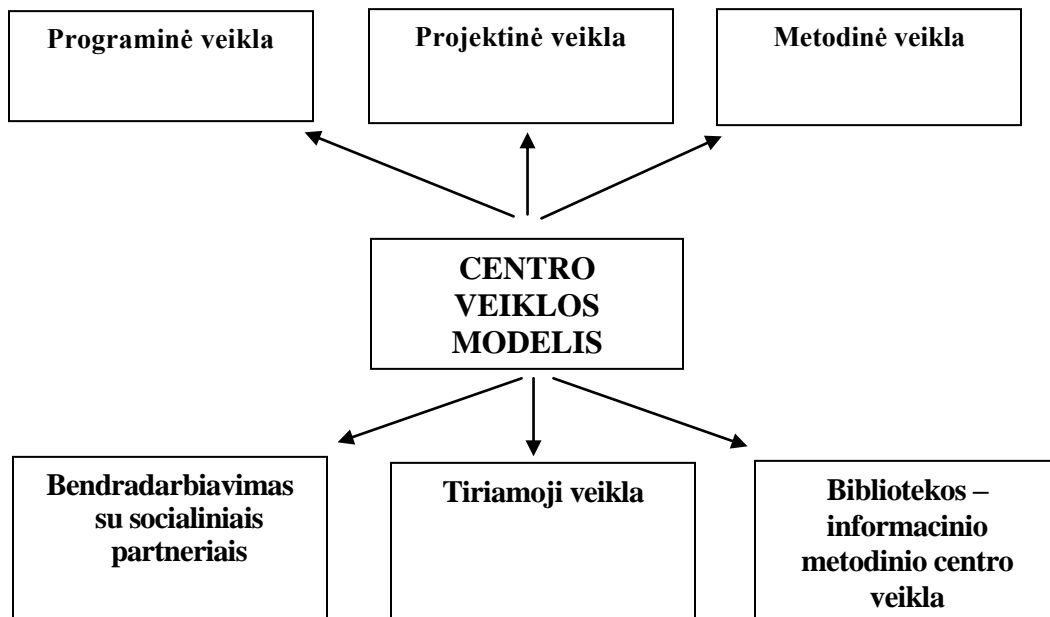 Programinė veikla
Projektinė veikla
Metodinė veikla
CENTRO
VEIKLOS
MODELIS
Bendradarbiavimas
su socialiniais
partneriais
Tiriamoji veikla
Bibliotekos –
informacinio
metodinio centro
veikla